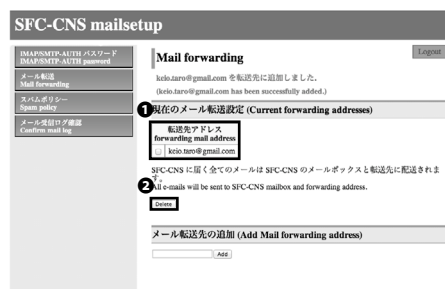 SFC-CNS mailsetup
IMAP/SMTP-AUTH パスワード
IMAP/SMTP-AUTH password
メール転送
Mail forwarding
スパムポリシー
Spam policy
メール受信ログ確認
Confirm mail log
Logout
Mail forwarding
keio.taro@gmail.com を転送先に追加しました。
(keio.taro@gmail.com has been successfully added.)
❶現在のメール転送設定 (Current forwarding addresses)
転送先アドレス
forwarding mail address
keio.taro@gmail.com
SFC-CNS に届く全てのメールは SFC-CNS のメールボックスと転送先に配送されま
す。
❷All e-mails will be sent to SFC-CNS mailbox and forwarding address.
Delete
メール転送先の追加 (Add Mail forwarding address)
Add